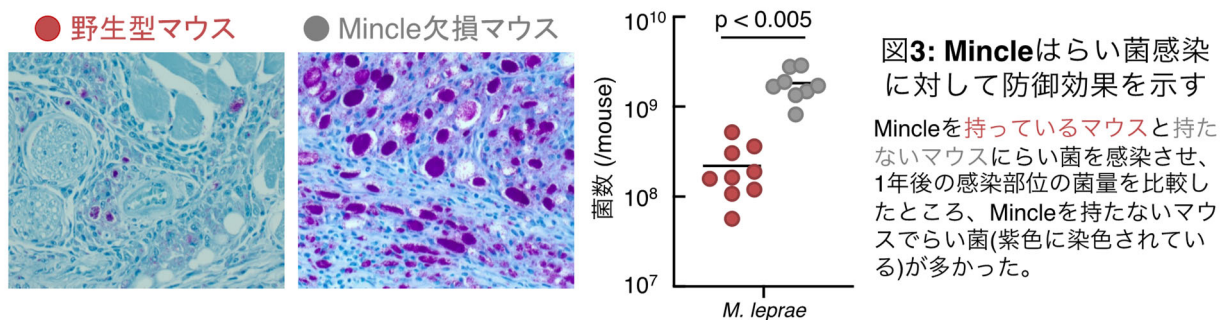 野生型マウス
Mincle欠損マウス
菌数 (/mouse)
10¹⁰
10⁹
10⁸
10⁷
p < 0.005
M. leprae
図3: Mincleはらい菌感染
に対して防御効果を示す
Mincleを持っているマウスと持た
ないマウスにらい菌を感染させ、
1年後の感染部位の菌量を比較し
たところ、Mincleを持たないマウ
スでらい菌(紫色に染色されてい
る)が多かった。